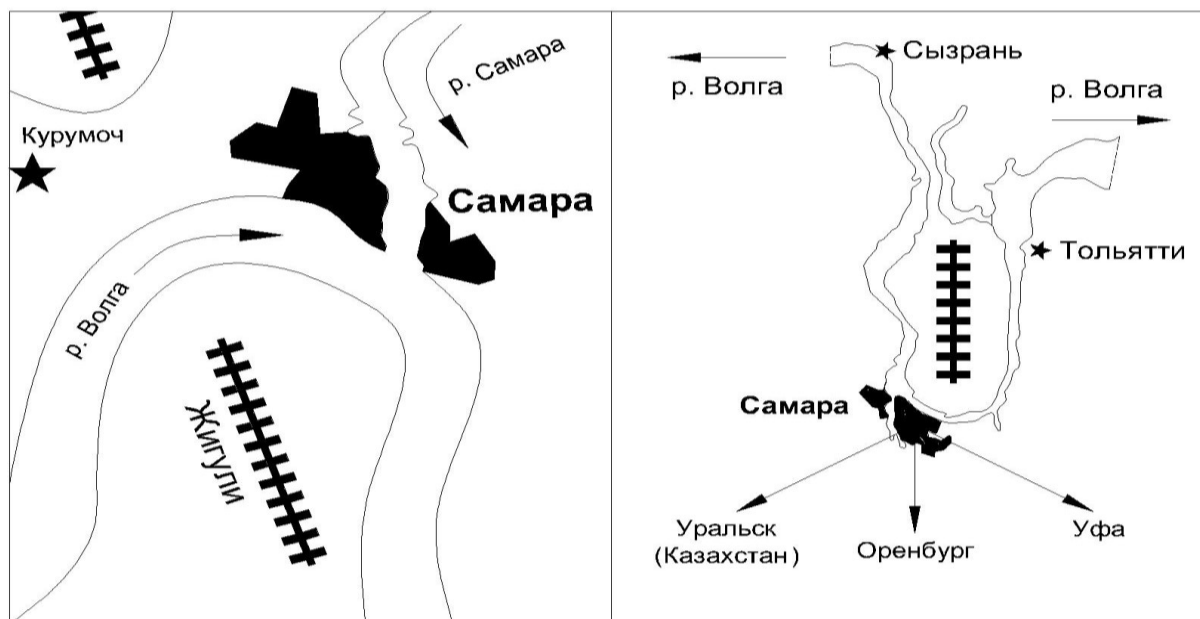 р. Самара
Курумоч
Самара
р. Волга
Жигули
Сызрань
р. Волга
р. Волга
Тольятти
Самара
Уральск
(Казахстан)
Оренбург
Уфа